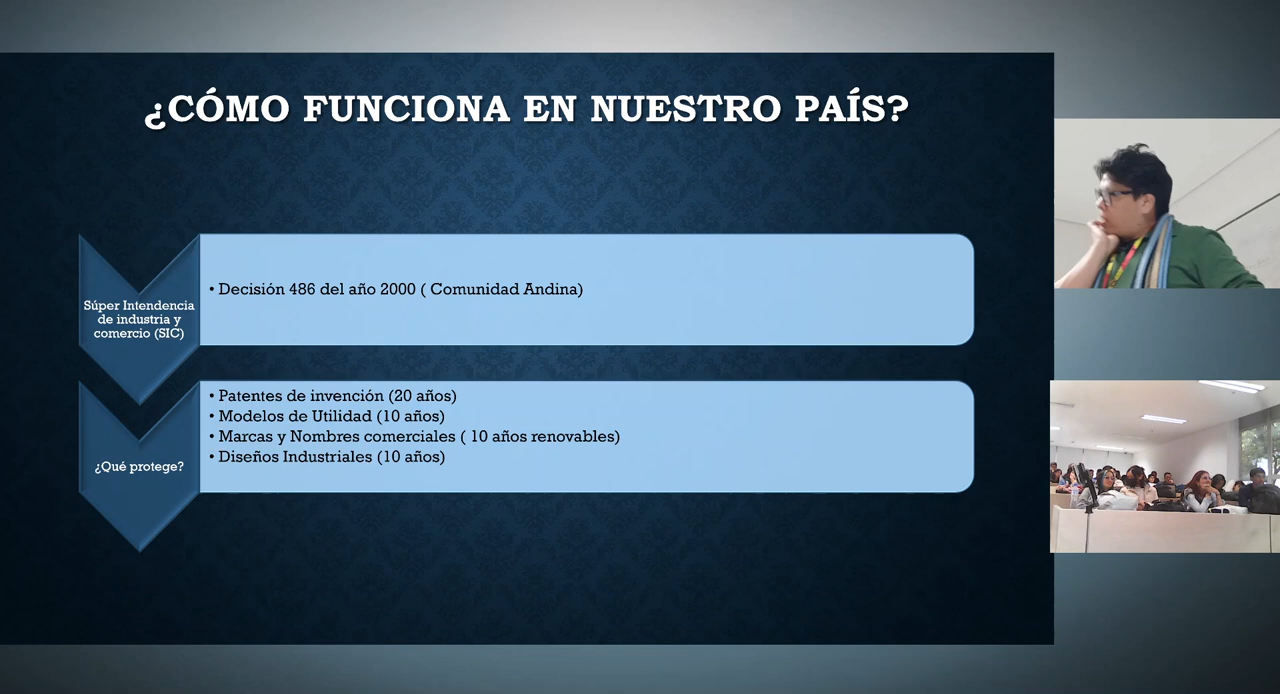 ¿CÓMO FUNCIONA EN NUESTRO PAÍS?
Súper Intendencia
de industria y
comercio (SIC)
• Decisión 486 del año 2000 ( Comunidad Andina)
¿Qué protege?
• Patentes de invención (20 años)
• Modelos de Utilidad (10 años)
• Marcas y Nombres comerciales ( 10 años renovables)
• Diseños Industriales (10 años)